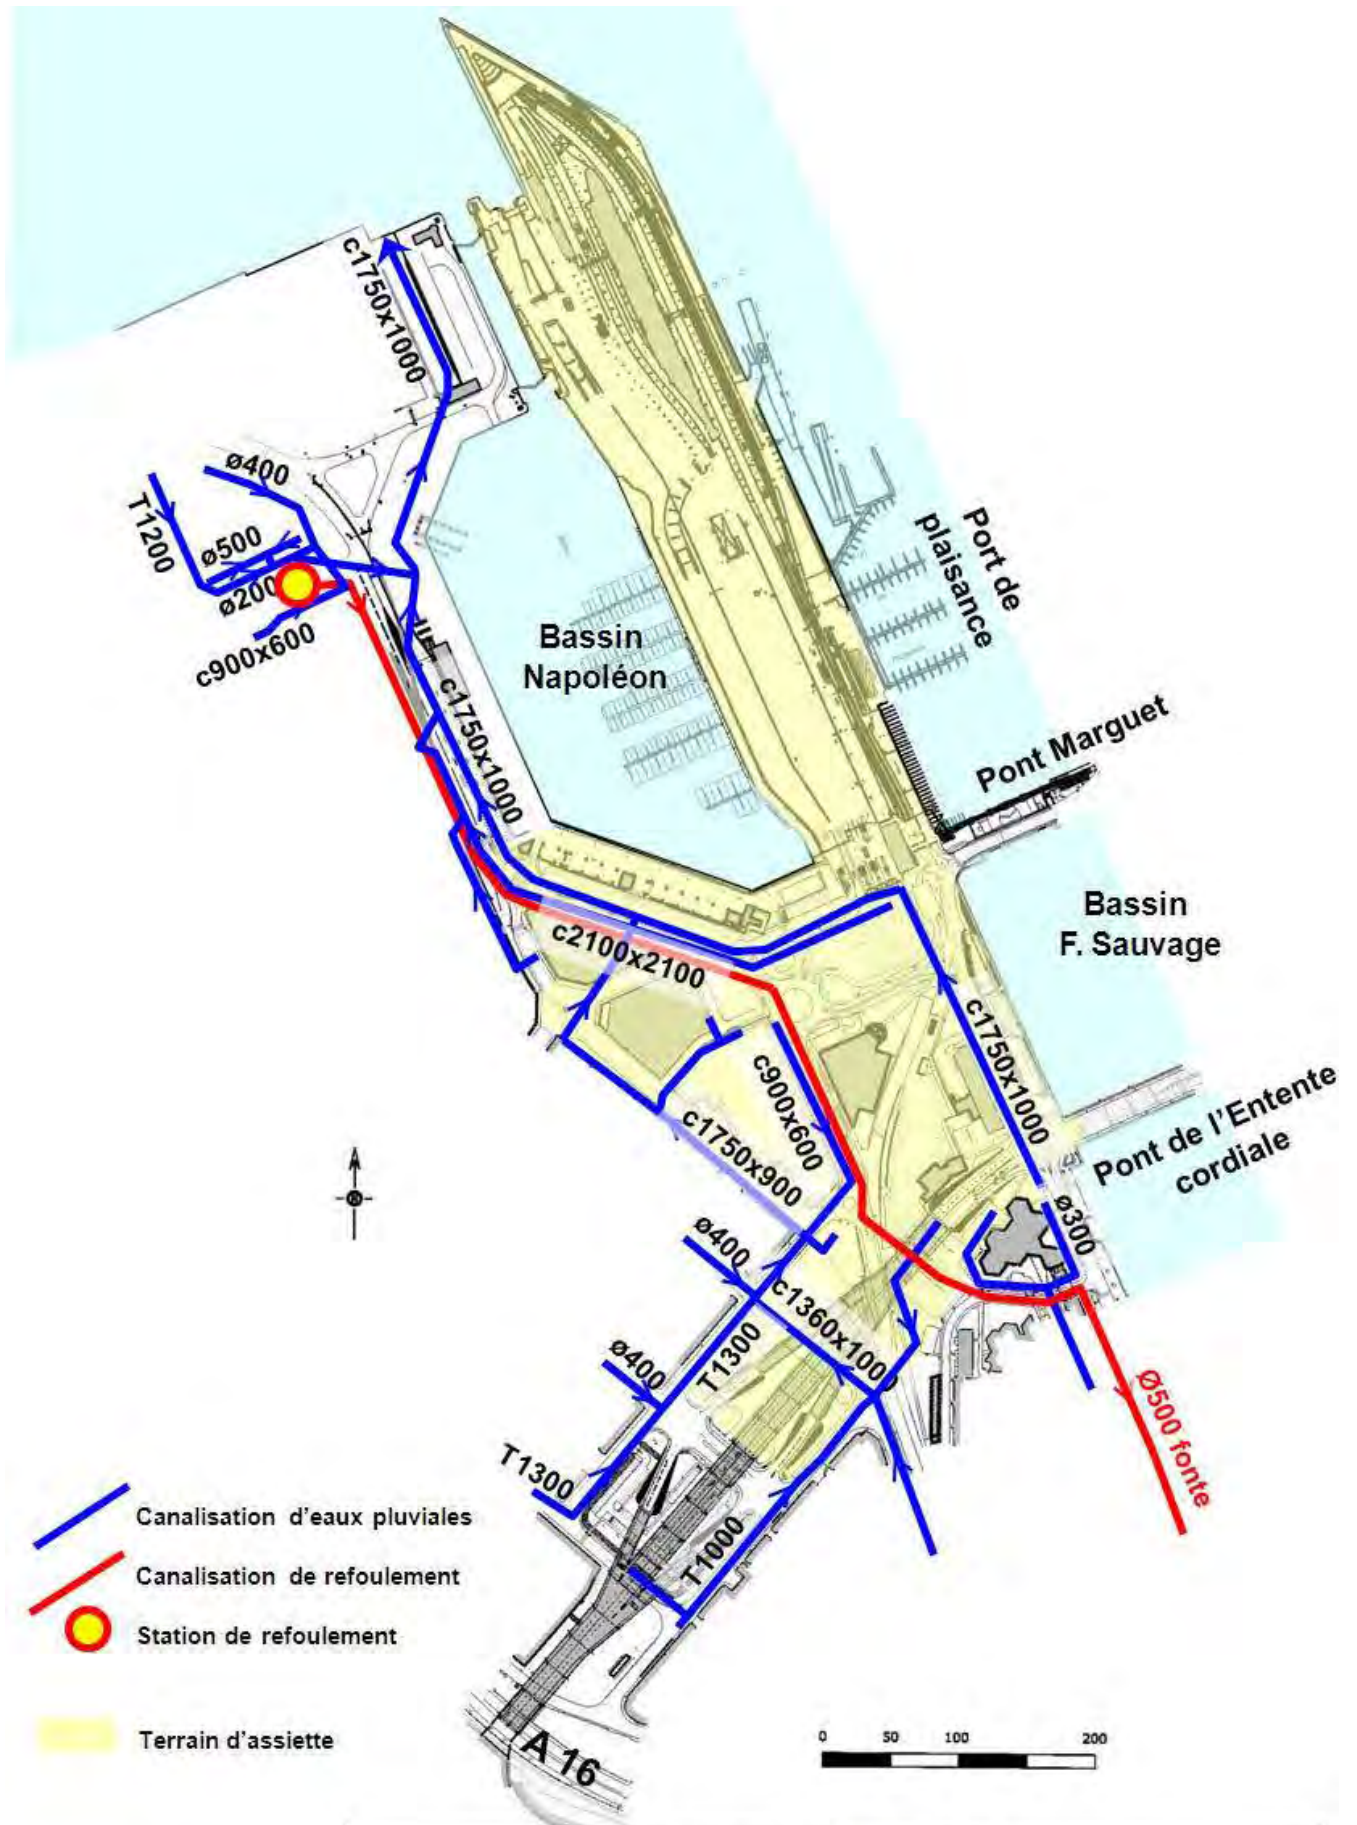 c1750x1000
ø400
T1200
ø500
ø200
c900x600
Port de
plaisance
Bassin
Napoléon
c1750x1000
Pont Marguet
Bassin
F. Sauvage
c2100x2100
c1750x1000
c900x600
c1750x900
Pont de l'Entente
cordiale
ø300
ø400
c1360x100
ø400
T1300
T1300
T1000
Ø500 fonte
Canalisation d'eaux pluviales
Canalisation de refoulement
Station de refoulement
Terrain d'assiette
A 16
0 50 100 200